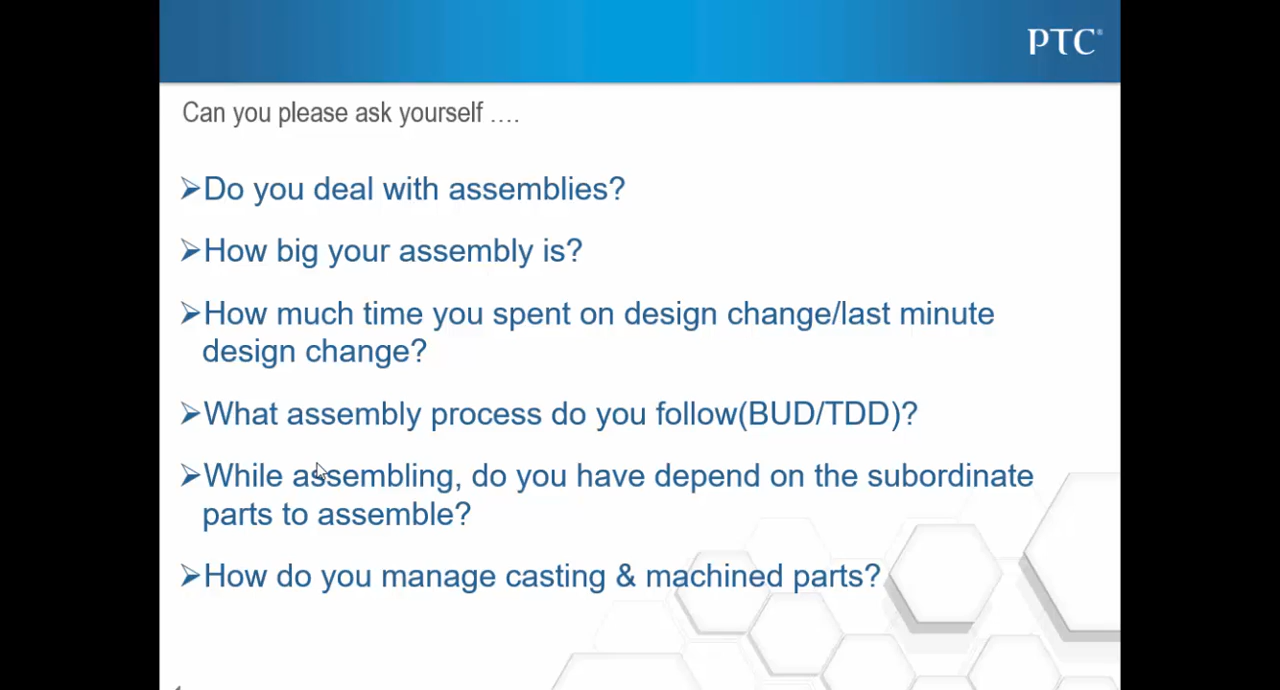 PTC®
Can you please ask yourself ....
➢Do you deal with assemblies?
➢How big your assembly is?
➢How much time you spent on design change/last minute
design change?
➢What assembly process do you follow(BUD/TDD)?
➢While assembling, do you have depend on the subordinate
parts to assemble?
➢How do you manage casting & machined parts?